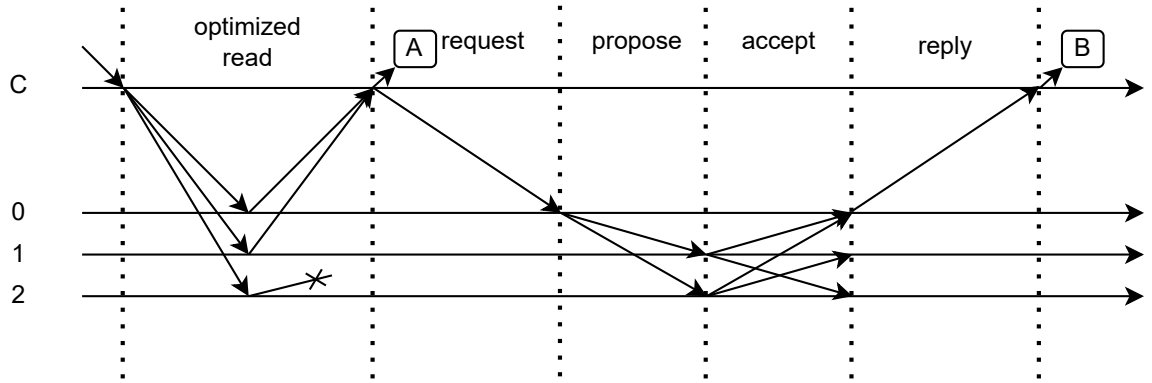 optimized
read
A
request
propose
accept
reply
B
C
0
1
2